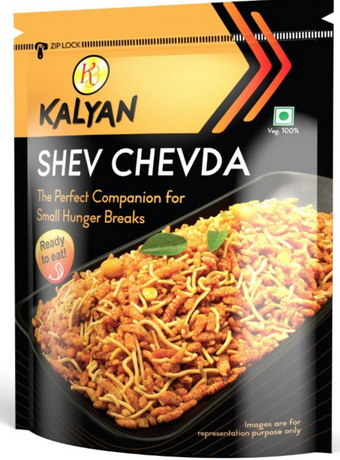 ZIP LOCK
K
KALYAN
Veg. 100%
SHEV CHEVDA
The Perfect Companion for
Small Hunger Breaks
Ready
to eat!
Images are for
representation purpose only